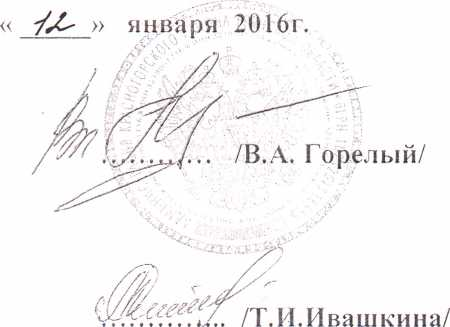 « 12 » января 2016г.
............ /В.А. Горелый/
............. /Т.И.Ивашкина/